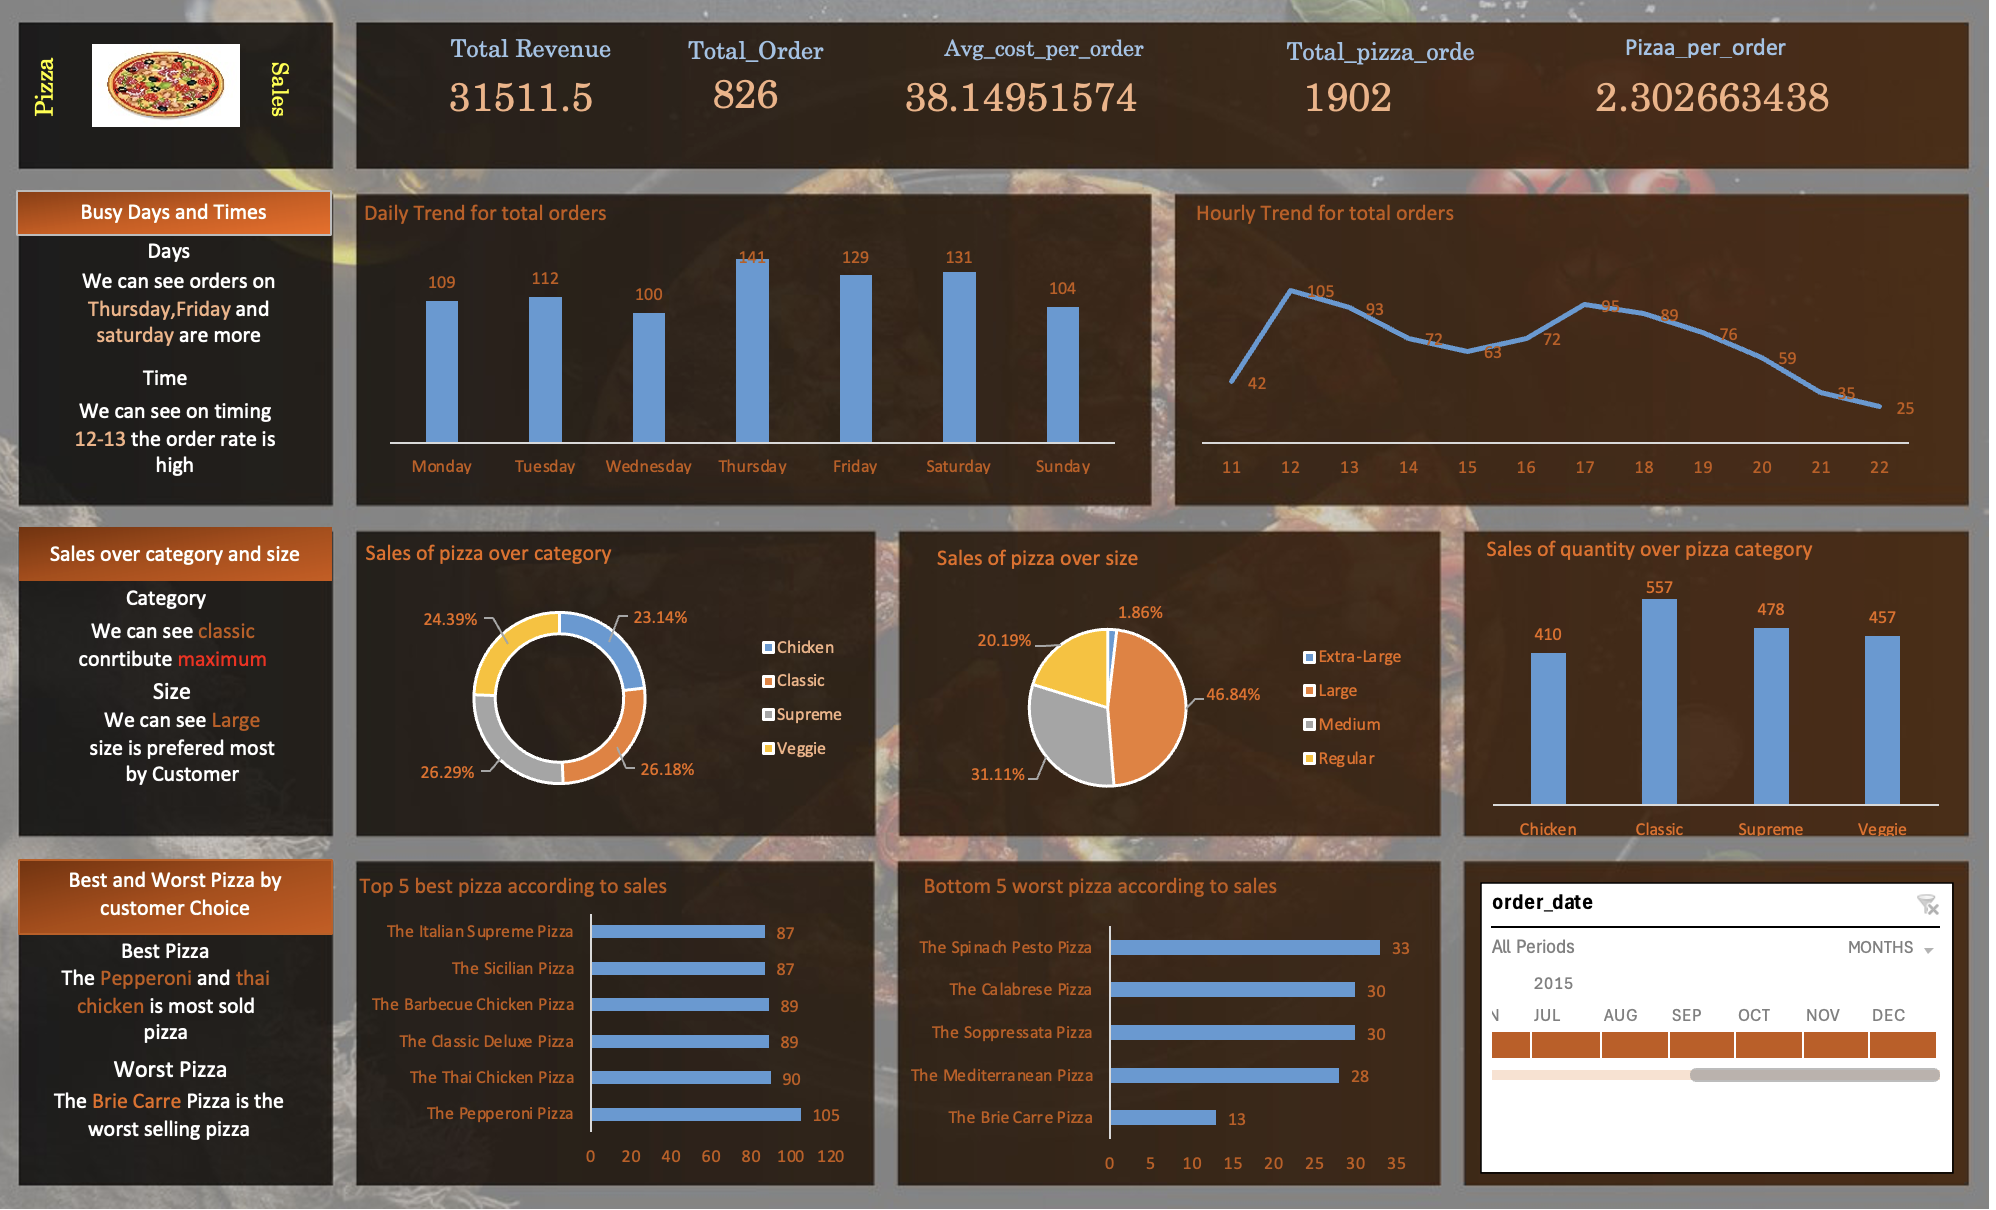 Pizza
Sales
Total Revenue
31511.5
Total_Order
826
Avg_cost_per_order
38.14951574
Total_pizza_orde
1902
Pizaa_per_order
2.302663438
Busy Days and Times
Days
We can see orders on
Thursday,Friday and
saturday are more
Time
We can see on timing
12-13 the order rate is
high
Daily Trend for total orders
109
112
100
141
129
131
104
Monday
Tuesday
Wednesday
Thursday
Friday
Saturday
Sunday
Hourly Trend for total orders
42
105
93
72
63
72
95
89
76
59
35
25
11
12
13
14
15
16
17
18
19
20
21
22
Sales over category and size
Category
We can see classic
conrtibute maximum
Size
We can see Large
size is prefered most
by Customer
Sales of pizza over category
24.39%
23.14%
26.29%
26.18%
Chicken
Classic
Supreme
Veggie
Sales of pizza over size
1.86%
20.19%
46.84%
31.11%
Extra-Large
Large
Medium
Regular
Sales of quantity over pizza category
410
557
478
457
Chicken
Classic
Supreme
Veggie
Best and Worst Pizza by
customer Choice
Best Pizza
The Pepperoni and thai
chicken is most sold
pizza
Worst Pizza
The Brie Carre Pizza is the
worst selling pizza
Top 5 best pizza according to sales
The Italian Supreme Pizza 87
The Sicilian Pizza 87
The Barbecue Chicken Pizza 89
The Classic Deluxe Pizza 89
The Thai Chicken Pizza 90
The Pepperoni Pizza 105
0 20 40 60 80 100 120
Bottom 5 worst pizza according to sales
The Spinach Pesto Pizza 33
The Calabrese Pizza 30
The Soppressata Pizza 30
The Mediterranean Pizza 28
The Brie Carre Pizza 13
0 5 10 15 20 25 30 35
order_date
All Periods
MONTHS
2015
N JUL AUG SEP OCT NOV DEC